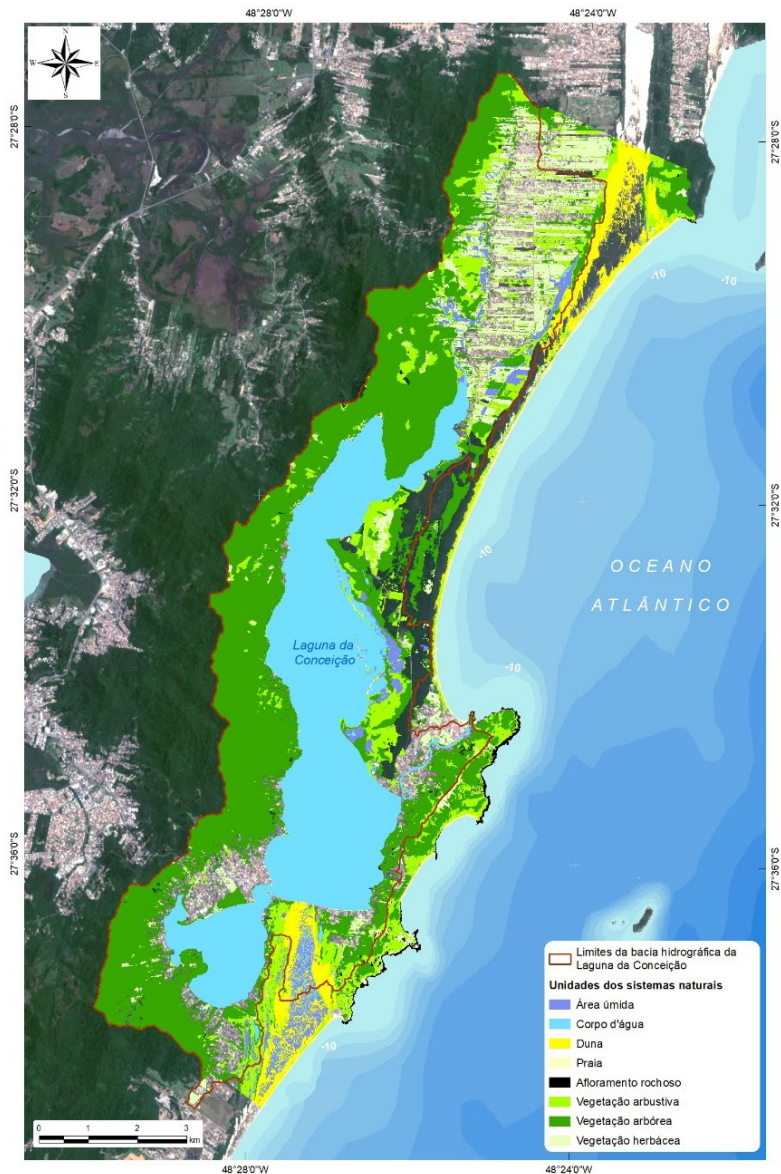 48°28'0"W
48°24'0"W
N
W
E
S
27°28'0"S
27°28'0"S
-10
-10
27°32'0"S
27°32'0"S
-10
OCEANO
ATLÂNTICO
Laguna da
Conceição
-10
27°36'0"S
27°36'0"S
-10
Limites da bacia hidrográfica da
Laguna da Conceição
Unidades dos sistemas naturais
Área úmida
Corpo d'água
Duna
Praia
Afloramento rochoso
Vegetação arbustiva
Vegetação arbórea
Vegetação herbácea
0 1 2 3
km
48°28'0"W
48°24'0"W